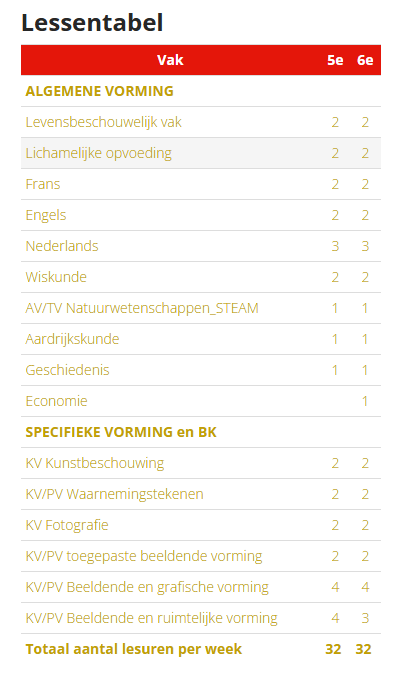 Lessentabel
Vak 5e 6e
ALGEMENE VORMING
Levensbeschouwelijk vak 2 2
Lichamelijke opvoeding 2 2
Frans 2 2
Engels 2 2
Nederlands 3 3
Wiskunde 2 2
AV/TV Natuurwetenschappen_STEAM 1 1
Aardrijkskunde 1 1
Geschiedenis 1 1
Economie 1
SPECIFIEKE VORMING en BK
KV Kunstbeschouwing 2 2
KV/PV Waarnemingstekenen 2 2
KV Fotografie 2 2
KV/PV toegepaste beeldende vorming 2 2
KV/PV Beeldende en grafische vorming 4 4
KV/PV Beeldende en ruimtelijke vorming 4 3
Totaal aantal lesuren per week 32 32